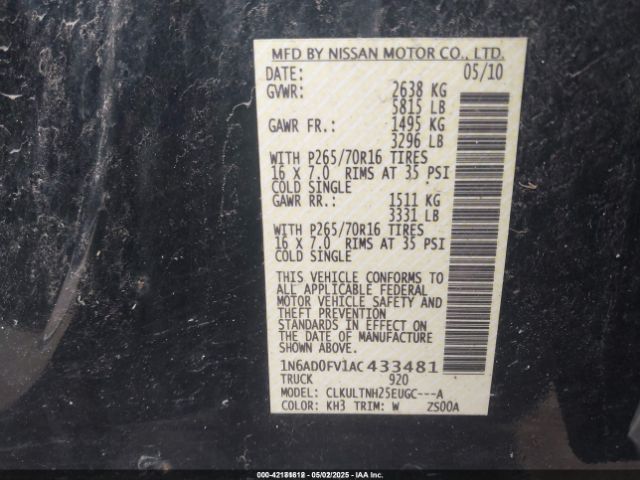 MFD BY NISSAN MOTOR CO., LTD.
DATE: 05/10
GVWR: 2638 KG
5815 LB
GAWR FR.: 1495 KG
3296 LB
WITH P265/70R16 TIRES
16 X 7.0 RIMS AT 35 PSI
COLD SINGLE
GAWR RR.: 1511 KG
3331 LB
WITH P265/70R16 TIRES
16 X 7.0 RIMS AT 35 PSI
COLD SINGLE
THIS VEHICLE CONFORMS TO
ALL APPLICABLE FEDERAL
MOTOR VEHICLE SAFETY AND
THEFT PREVENTION
STANDARDS IN EFFECT ON
THE DATE OF MANUFACTURE
SHOWN ABOVE.
1N6AD0FV1AC 433481
TRUCK 920
MODEL: CLKULTNH25EUGC---A
COLOR: KH3 TRIM: W ZS00A
05/02/2025 - IAA Inc.